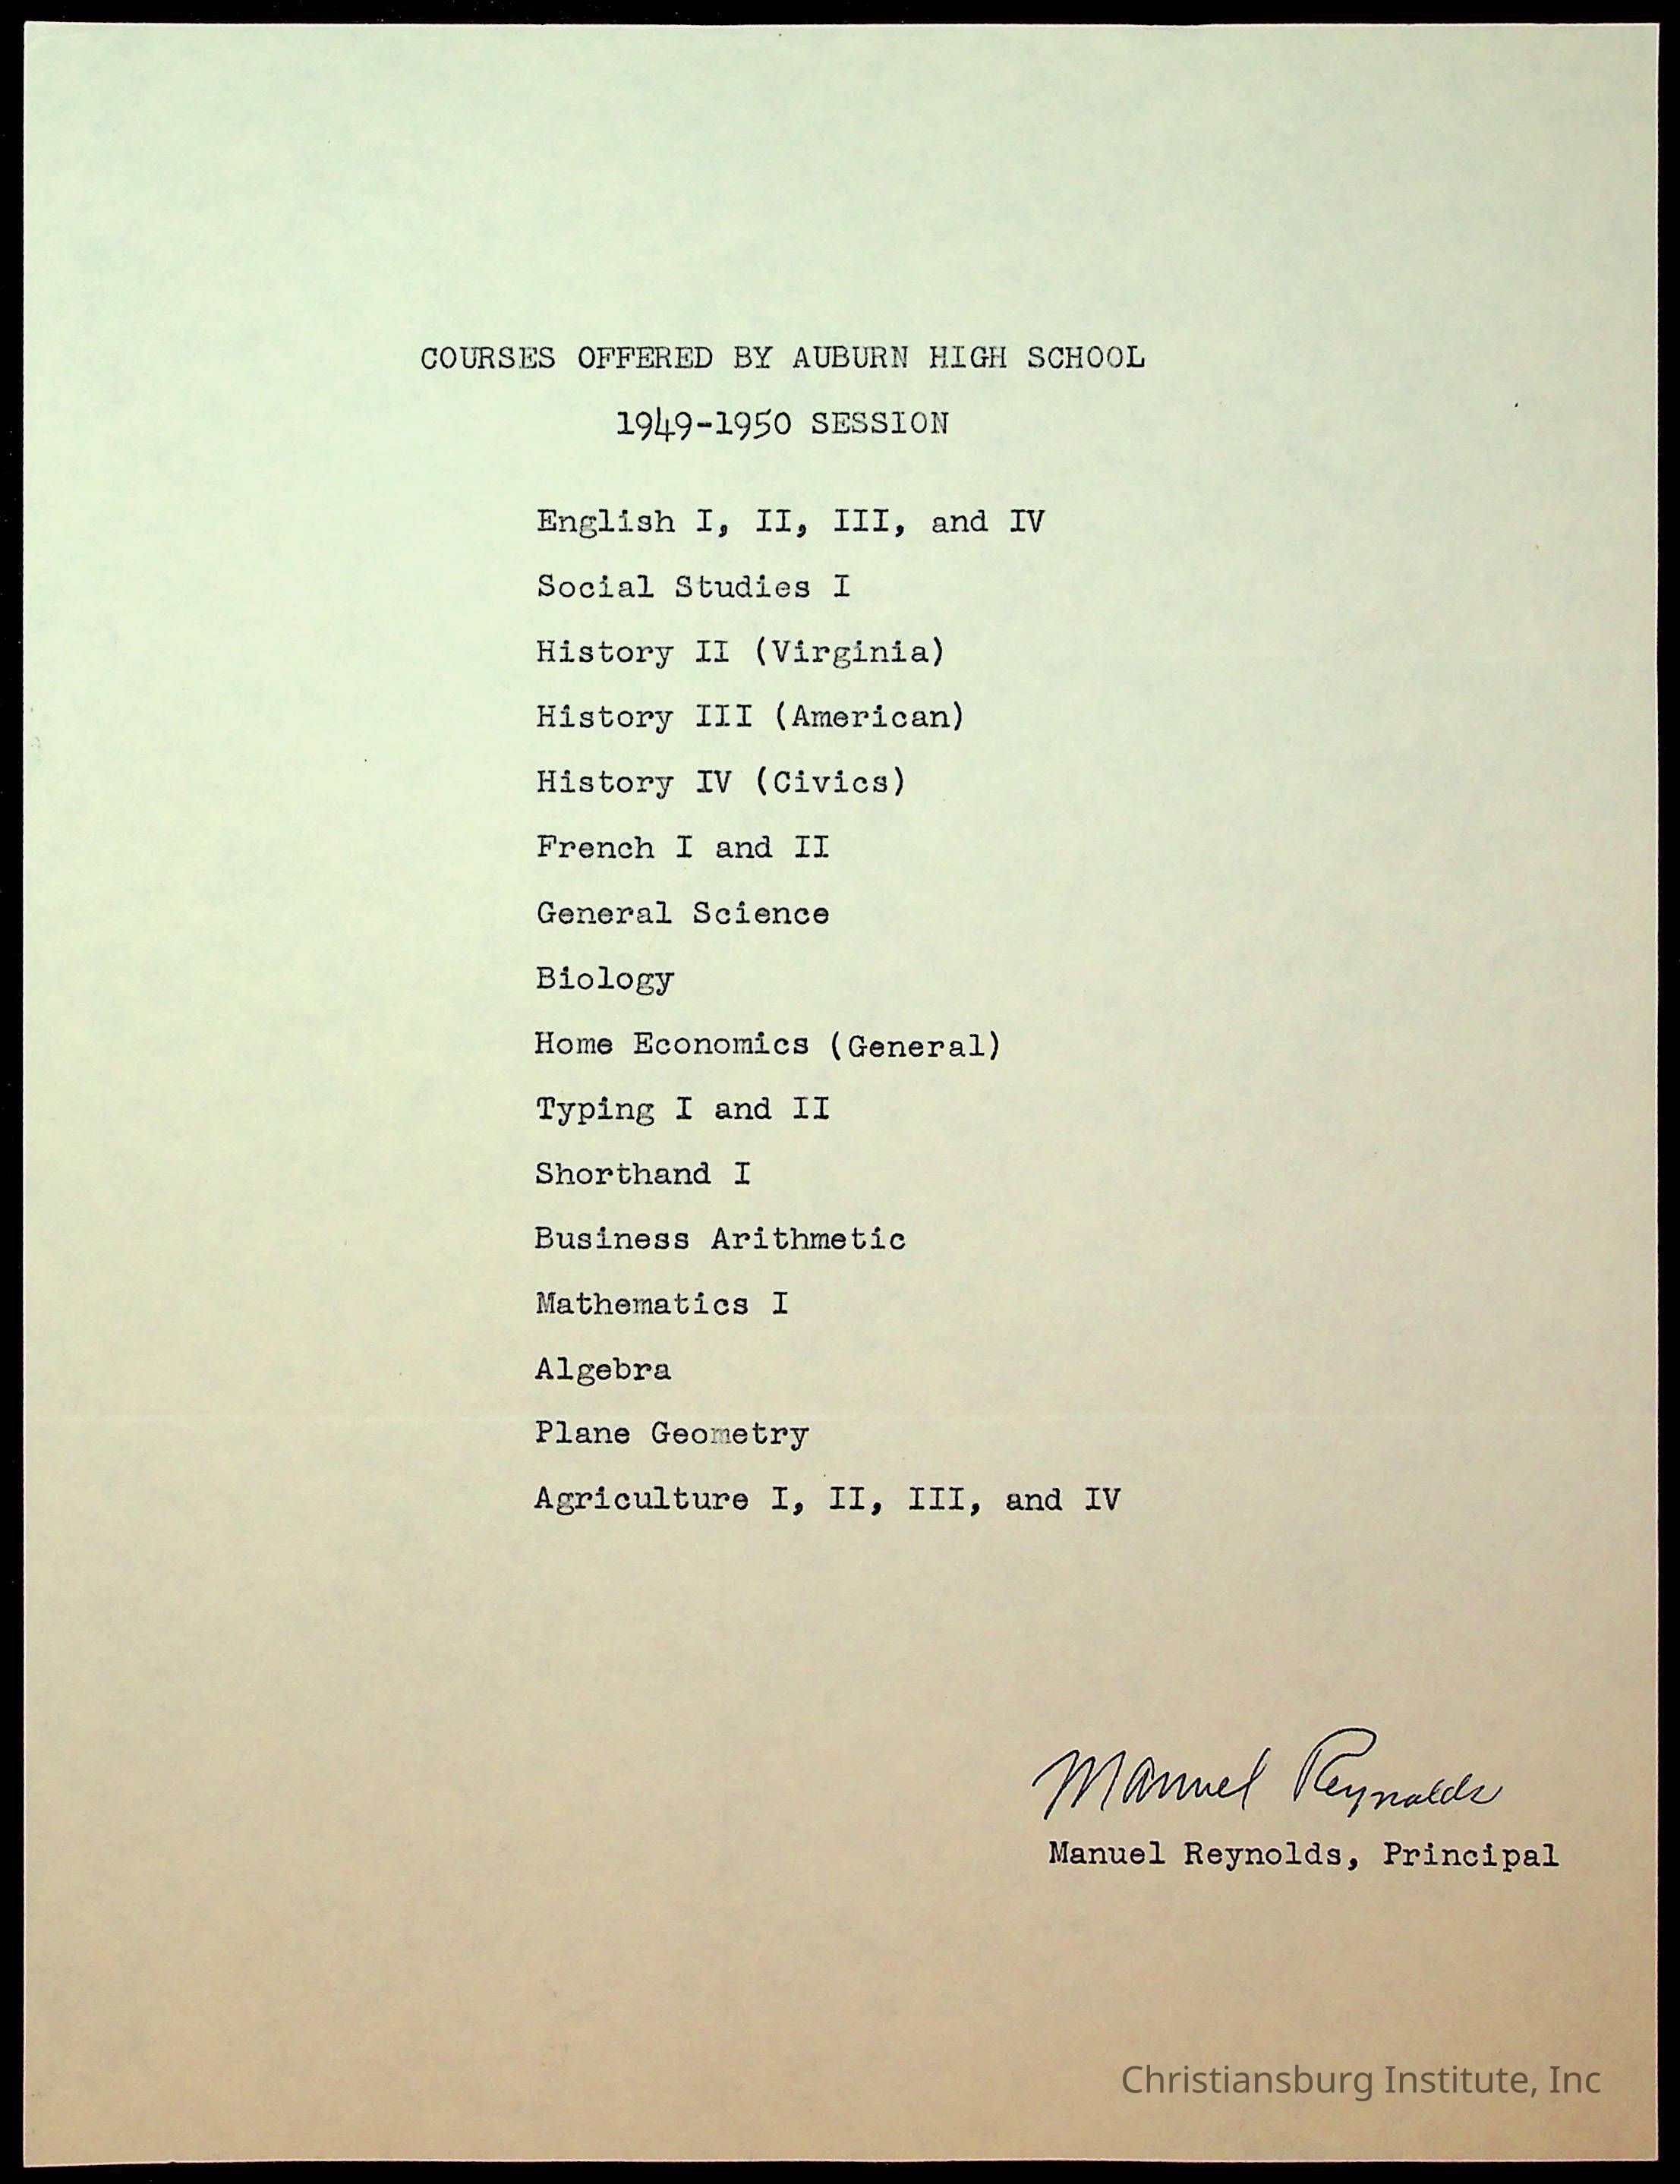 COURSES OFFERED BY AUBURN HIGH SCHOOL
1949-1950 SESSION
English I, II, III, and IV
Social Studies I
History II (Virginia)
History III (American)
History IV (Civics)
French I and II
General Science
Biology
Home Economics (General)
Typing I and II
Shorthand I
Business Arithmetic
Mathematics I
Algebra
Plane Geometry
Agriculture I, II, III, and IV
Manuel Reynolds
Manuel Reynolds, Principal
Christiansburg Institute, Inc